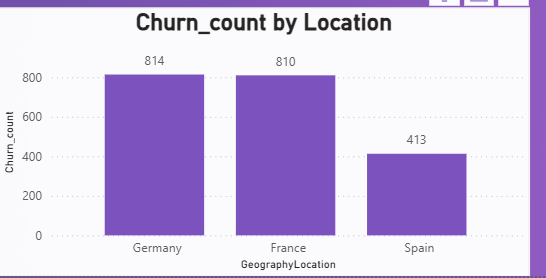 Churn_count by Location
814
810
413
800
600
400
200
0
Churn_count
Germany
France
Spain
GeographyLocation